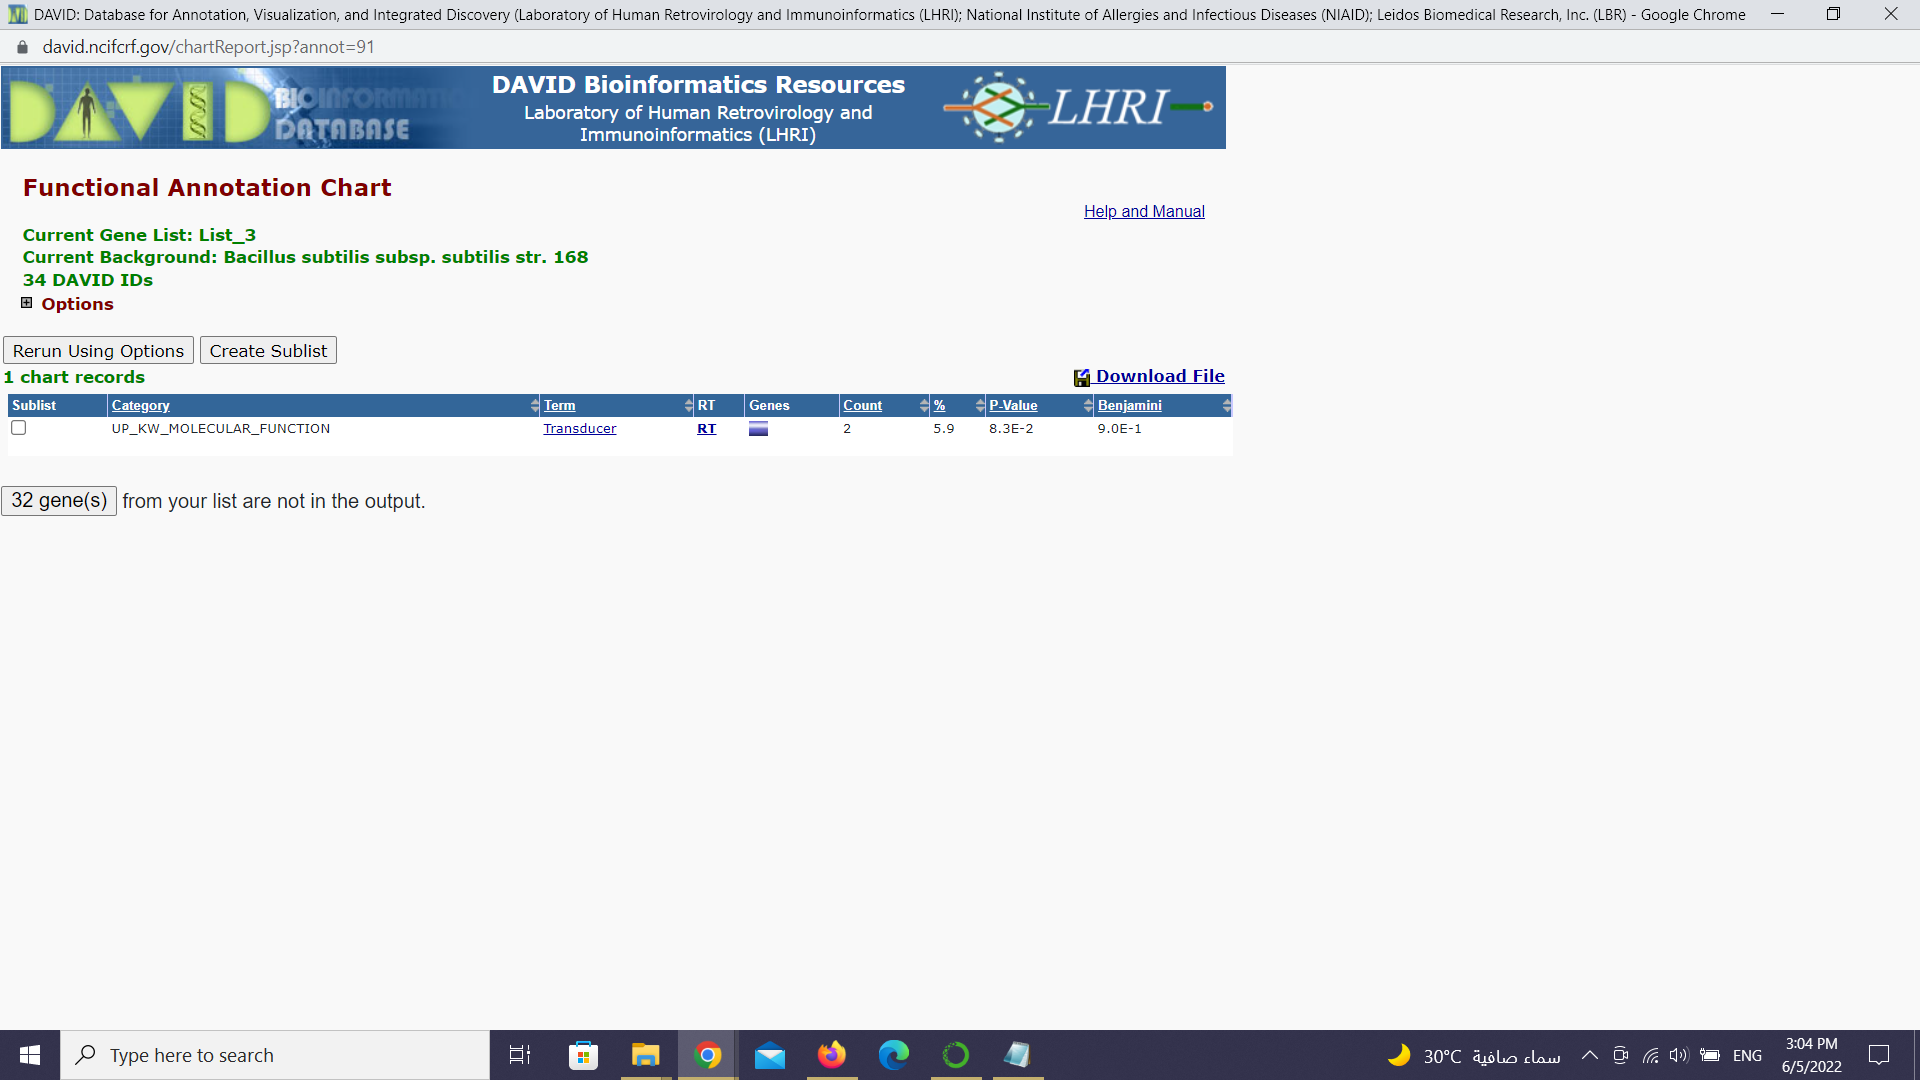 DAVID: Database for Annotation, Visualization, and Integrated Discovery (Laboratory of Human Retrovirology and Immunoinformatics (LHRI); National Institute of Allergies and Infectious Diseases (NIAID); Leidos Biomedical Research, Inc. (LBR) - Google Chrome
david.ncifcrf.gov/chartReport.jsp?annot=91
DAVID BIOINFORMATICS DATABASE
DAVID Bioinformatics Resources
Laboratory of Human Retrovirology and
Immunoinformatics (LHRI)
LHRI
Functional Annotation Chart
Help and Manual
Current Gene List: List_3
Current Background: Bacillus subtilis subsp. subtilis str. 168
34 DAVID IDs
Options
Rerun Using Options Create Sublist
1 chart records
Download File
Sublist Category Term RT Genes Count % P-Value Benjamini
UP_KW_MOLECULAR_FUNCTION Transducer RT 2 5.9 8.3E-2 9.0E-1
32 gene(s) from your list are not in the output.
Type here to search
30°C سماء صافية
ENG
3:04 PM
6/5/2022